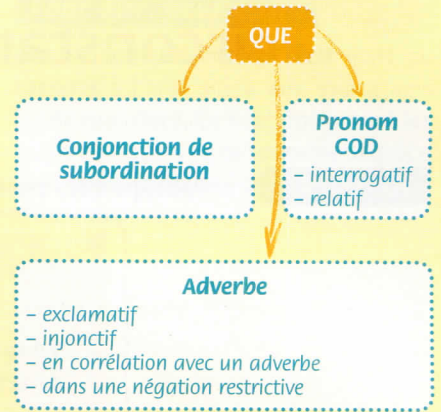 QUE
Conjonction de
subordination
Pronom
COD
– interrogatif
– relatif
Adverbe
– exclamatif
– injonctif
– en corrélation avec un adverbe
– dans une négation restrictive